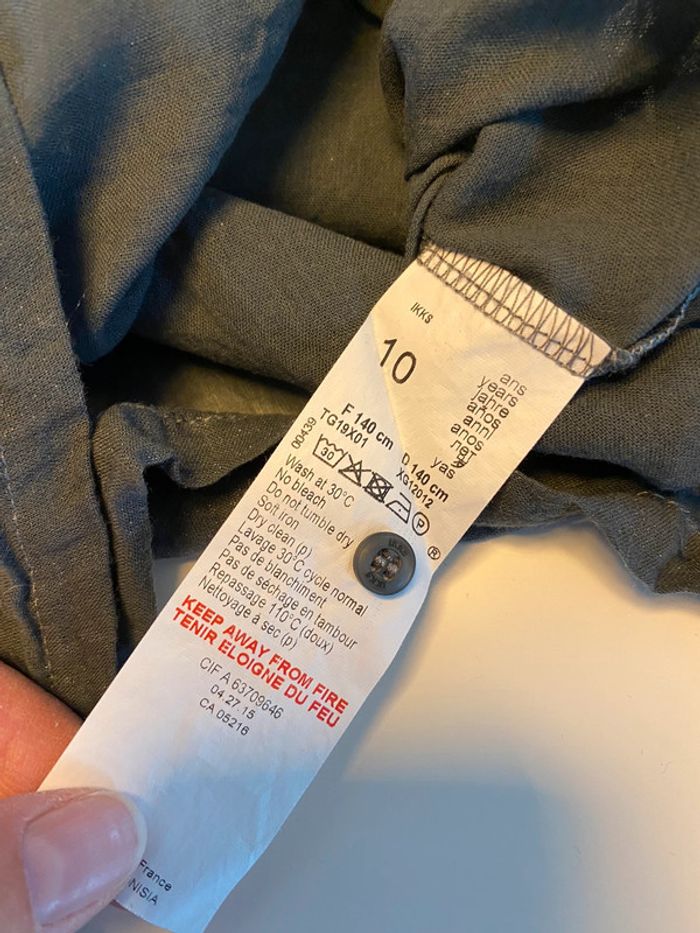 IKKS
10
ans
years
Jahre
años
anni
anos
yas
F 140 cm D 140 cm
TG19X01 XG12012
00439
30
P
®
Wash at 30°C
No bleach
Do not tumble dry
Soft iron
Dry clean (p)
Lavage 30°C cycle normal
Pas de blanchiment
Pas de séchage en tambour
Repassage 110°C (doux)
Nettoyage à sec (p)
KEEP AWAY FROM FIRE
TENIR ELOIGNE DU FEU
CIF A 63709646
04.27.15
CA 05216
France
NISIA